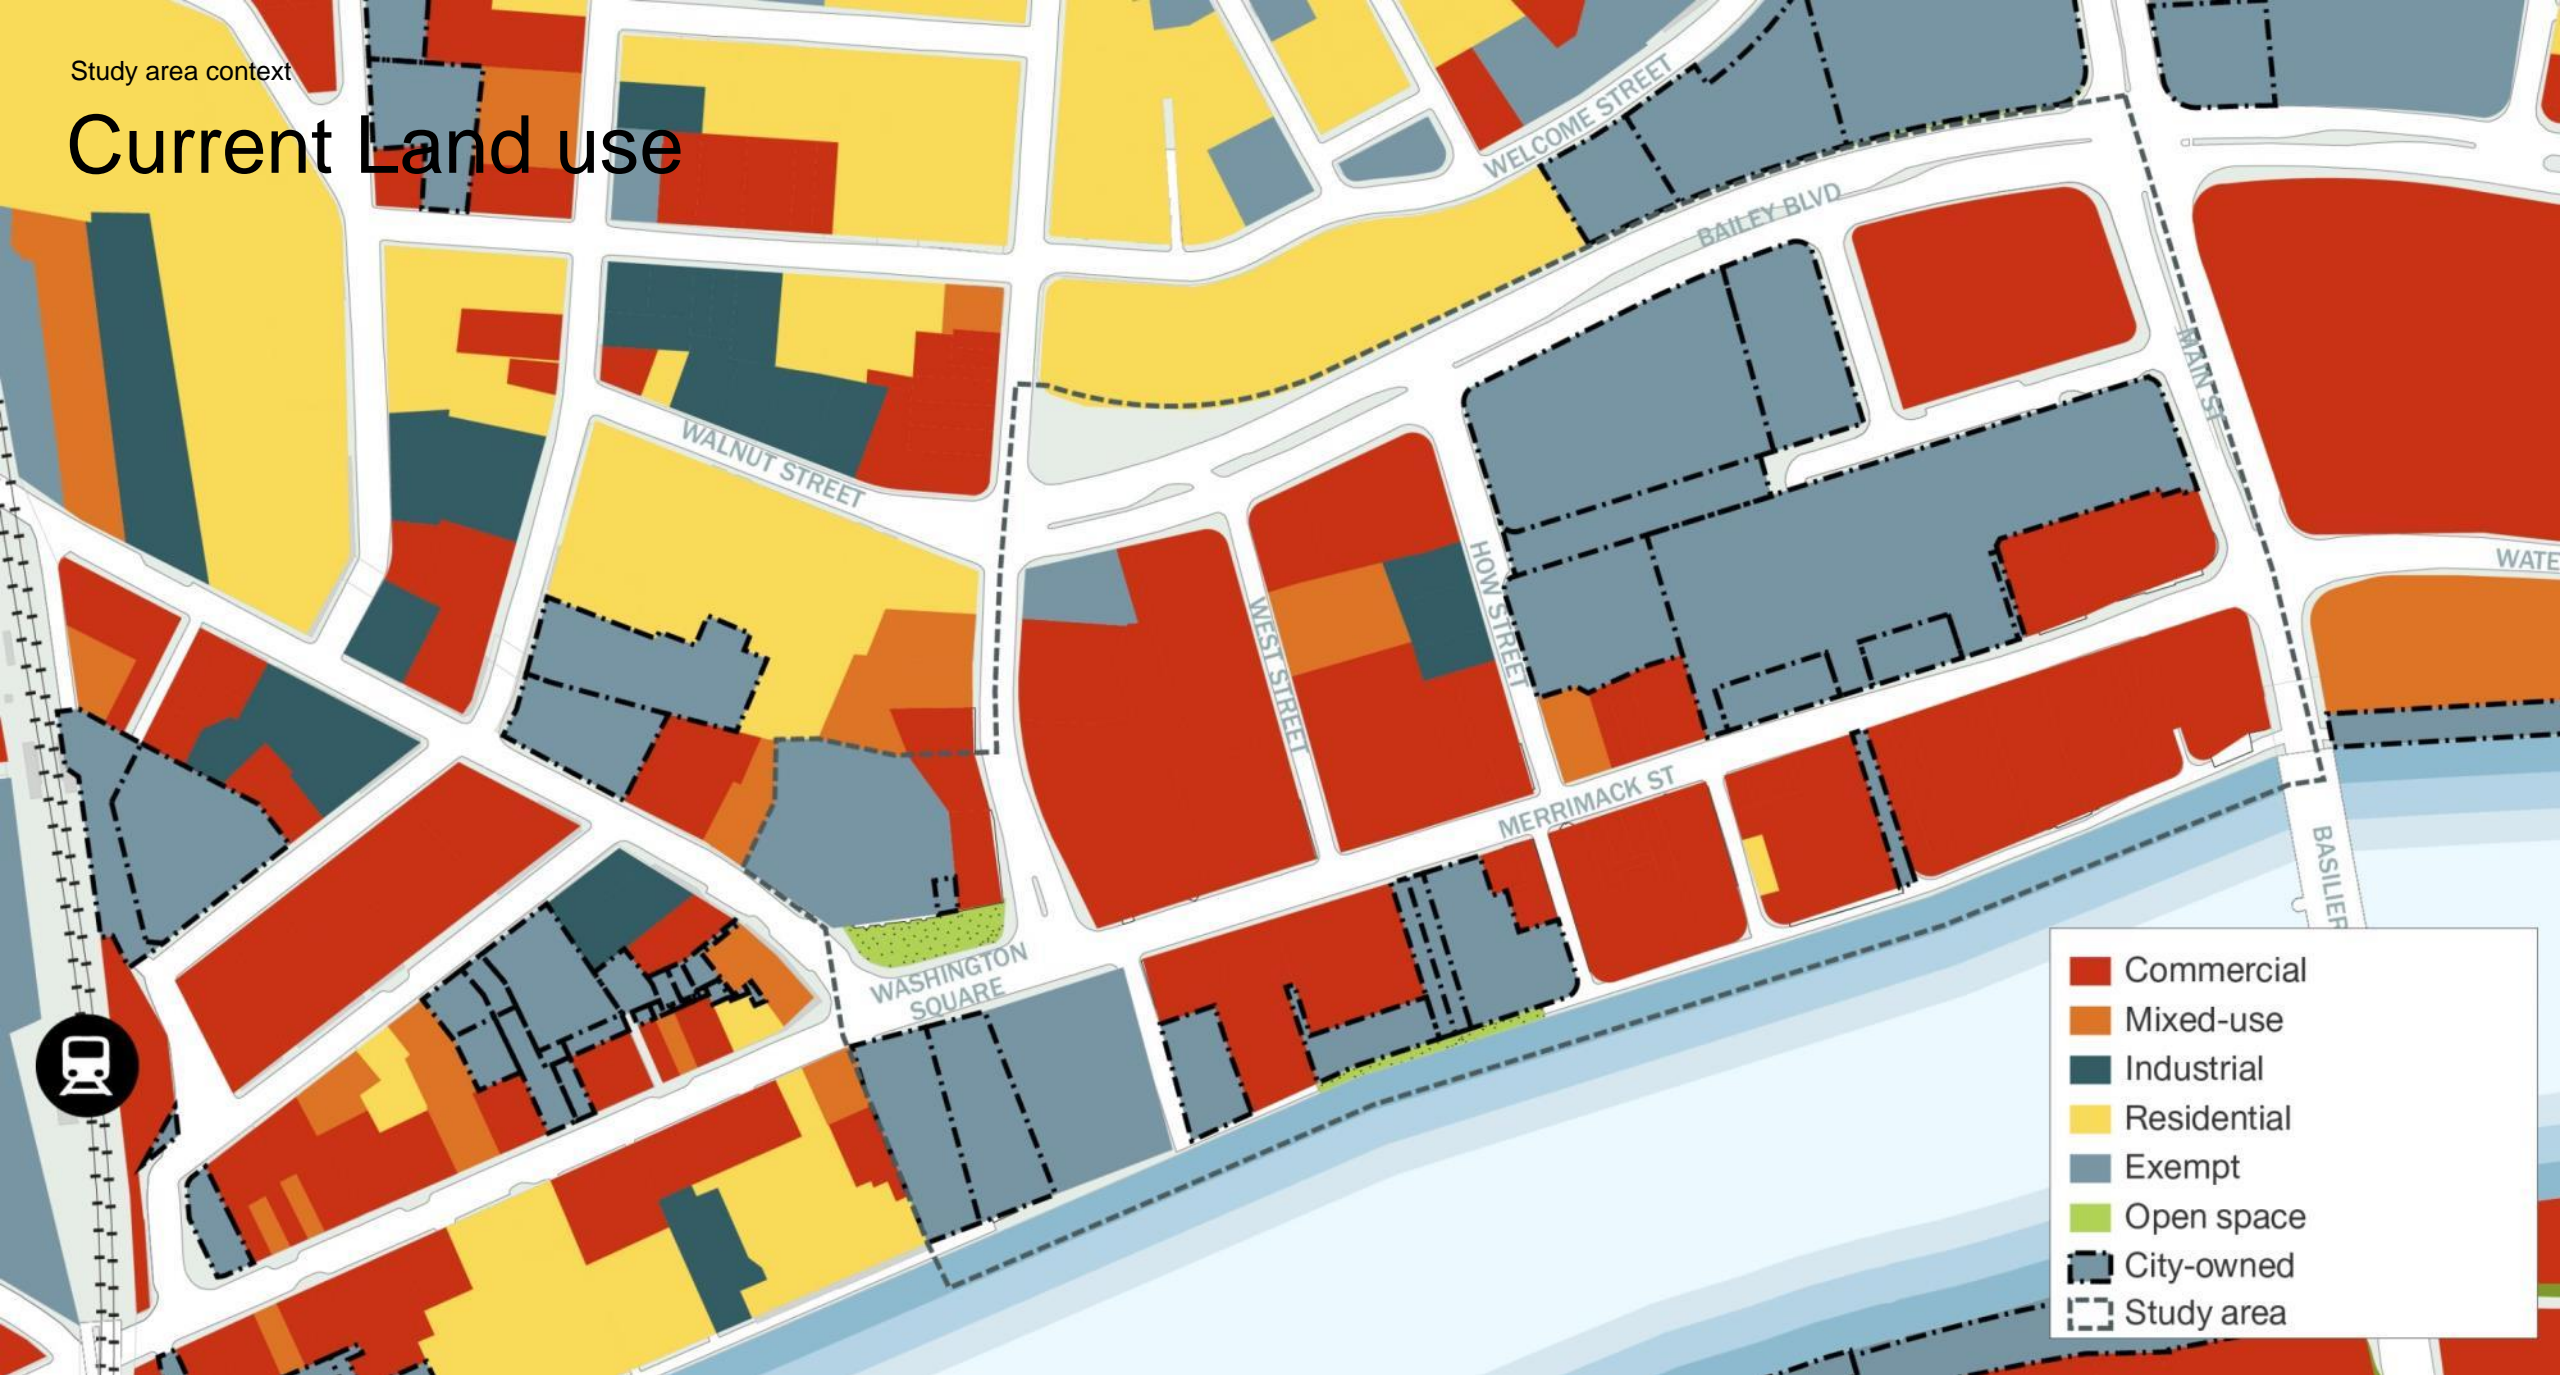 Study area context
Current Land use
WELCOME STREET
BAILEY BLVD
MAIN ST
WALNUT STREET
WATE
HOW STREET
WEST STREET
MERRIMACK ST
BASILIER
WASHINGTON
SQUARE
Commercial
Mixed-use
Industrial
Residential
Exempt
Open space
City-owned
Study area